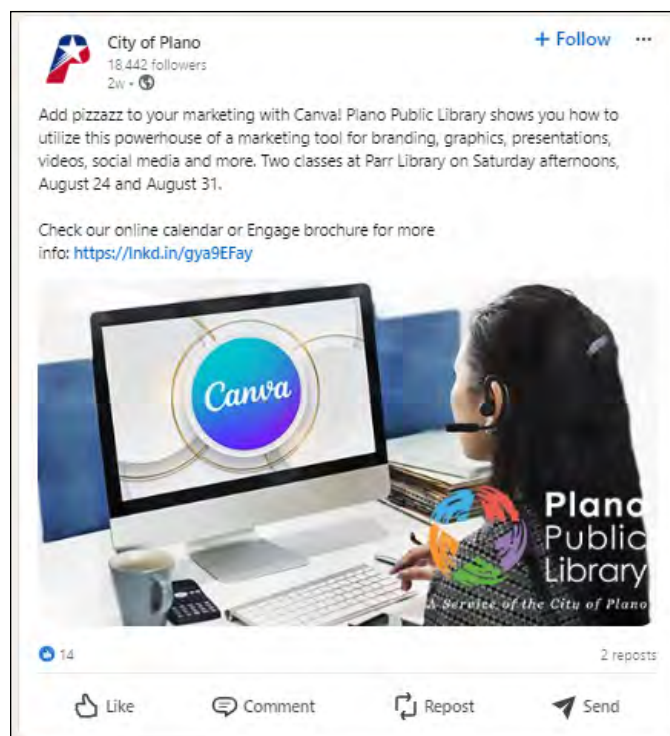 City of Plano
+ Follow ...
18,442 followers
2w •
Add pizzazz to your marketing with Canva! Plano Public Library shows you how to
utilize this powerhouse of a marketing tool for branding, graphics, presentations,
videos, social media and more. Two classes at Parr Library on Saturday afternoons,
August 24 and August 31.
Check our online calendar or Engage brochure for more
info: https://lnkd.in/gya9EFay
Canva
Plano
Public
Library
A Service of the City of Plano
14
2 reposts
Like
Comment
Repost
Send